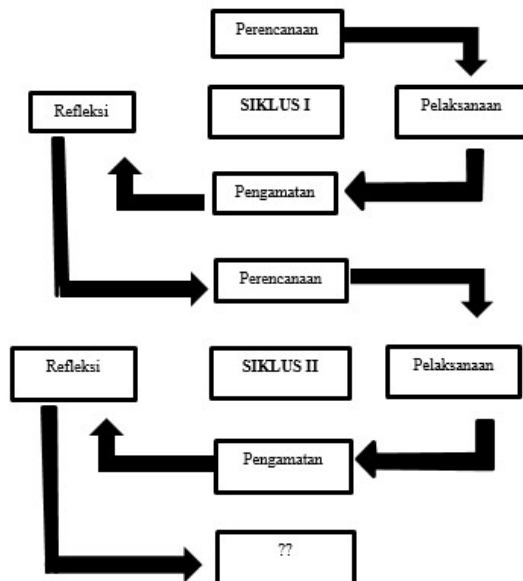 Perencanaan
Refleksi
SIKLUS I
Pelaksanaan
Pengamatan
Perencanaan
Refleksi
SIKLUS II
Pelaksanaan
Pengamatan
??